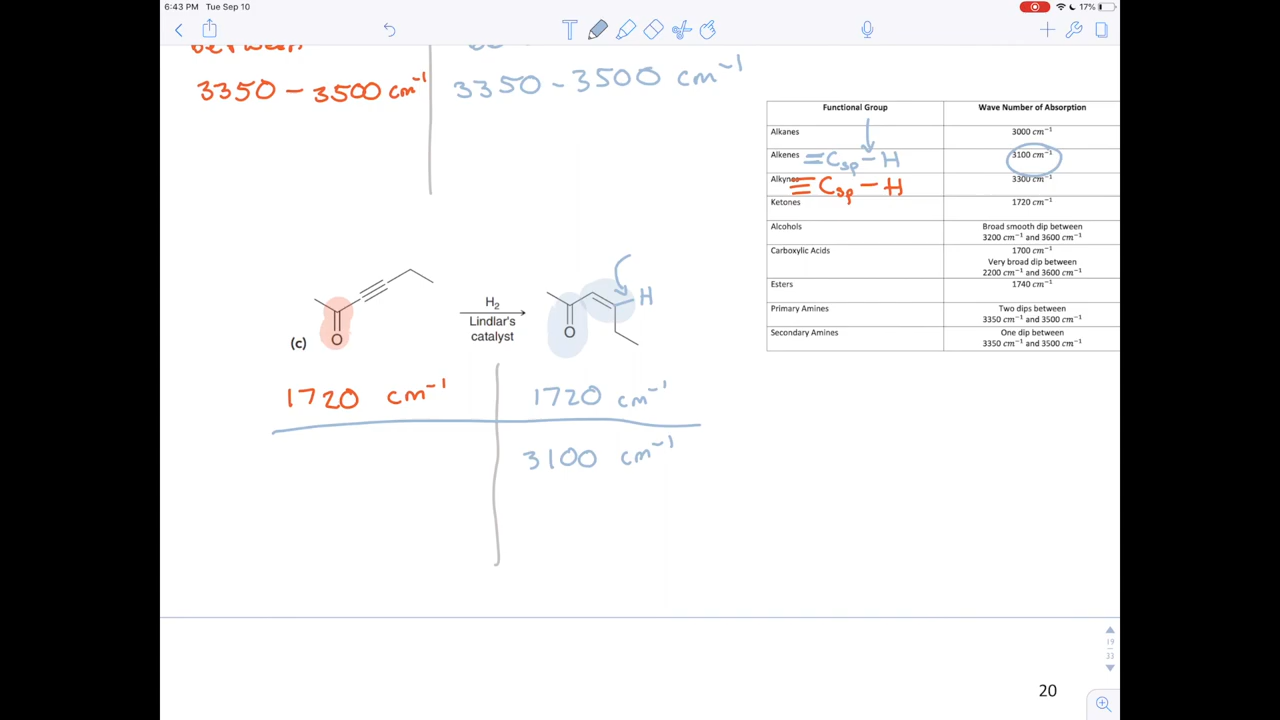 6:43 PM Tue Sep 10
17%
between
3350 - 3500 cm⁻¹
3350 - 3500 cm⁻¹
Functional Group Wave Number of Absorption
Alkanes 3000 cm⁻¹
Alkenes =Csp-H 3100 cm⁻¹
Alkynes ≡Csp-H 3300 cm⁻¹
Ketones 1720 cm⁻¹
Alcohols Broad smooth dip between
3200 cm⁻¹ and 3600 cm⁻¹
Carboxylic Acids 1700 cm⁻¹
Very broad dip between
2200 cm⁻¹ and 3600 cm⁻¹
Esters 1740 cm⁻¹
Primary Amines Two dips between
3350 cm⁻¹ and 3500 cm⁻¹
Secondary Amines One dip between
3350 cm⁻¹ and 3500 cm⁻¹
(c) O
H₂
Lindlar's
catalyst
H
O
1720 cm⁻¹ 1720 cm⁻¹
3100 cm⁻¹
19
33
20